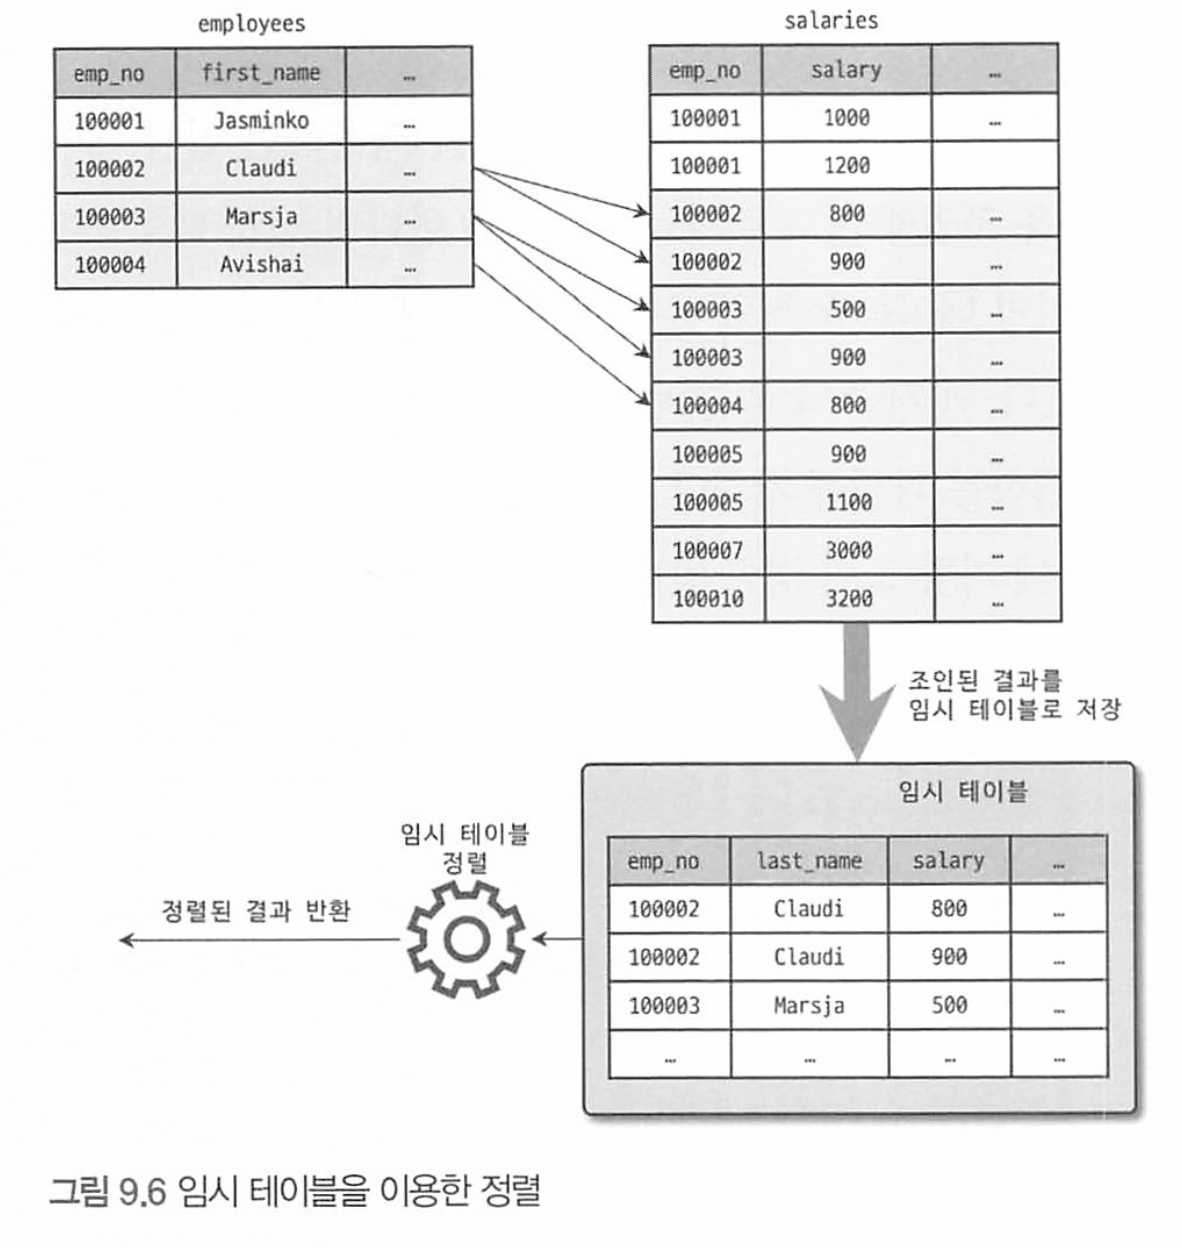 employees
emp_no first_name …
100001 Jasminko …
100002 Claudi …
100003 Marsja …
100004 Avishai …
salaries
emp_no salary …
100001 1000 …
100001 1200
100002 800 …
100002 900 …
100003 500 …
100003 900 …
100004 800 …
100005 900 …
100005 1100 …
100007 3000 …
100010 3200 …
조인된 결과를
임시 테이블로 저장
임시 테이블
emp_no last_name salary …
100002 Claudi 800 …
100002 Claudi 900 …
100003 Marsja 500 …
… … … …
임시 테이블
정렬
정렬된 결과 반환
그림 9.6 임시 테이블을 이용한 정렬